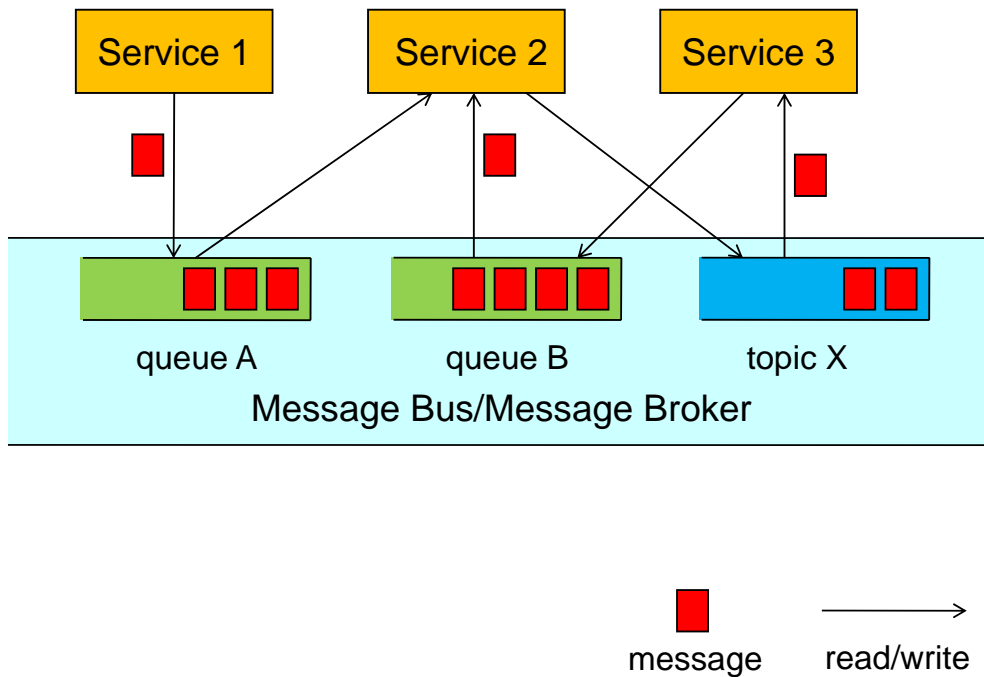 Service 1
Service 2
Service 3
queue A
queue B
topic X
Message Bus/Message Broker
message
read/write